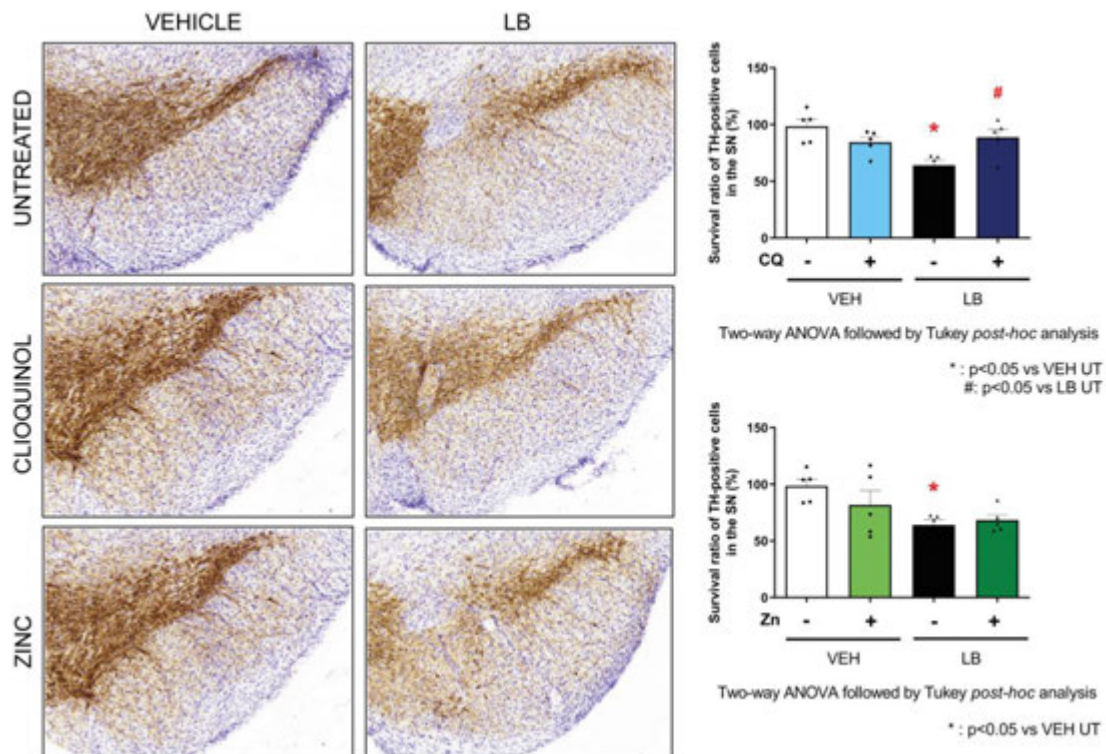 VEHICLE
LB
UNTREATED
CLIOQUINOL
ZINC
Survival ratio of TH-positive cells
in the SN (%)
150
100
50
0
*
#
CQ - + - +
VEH LB
Two-way ANOVA followed by Tukey post-hoc analysis
* : p<0.05 vs VEH UT
#: p<0.05 vs LB UT
Survival ratio of TH-positive cells
in the SN (%)
150
100
50
0
*
Zn - + - +
VEH LB
Two-way ANOVA followed by Tukey post-hoc analysis
* : p<0.05 vs VEH UT